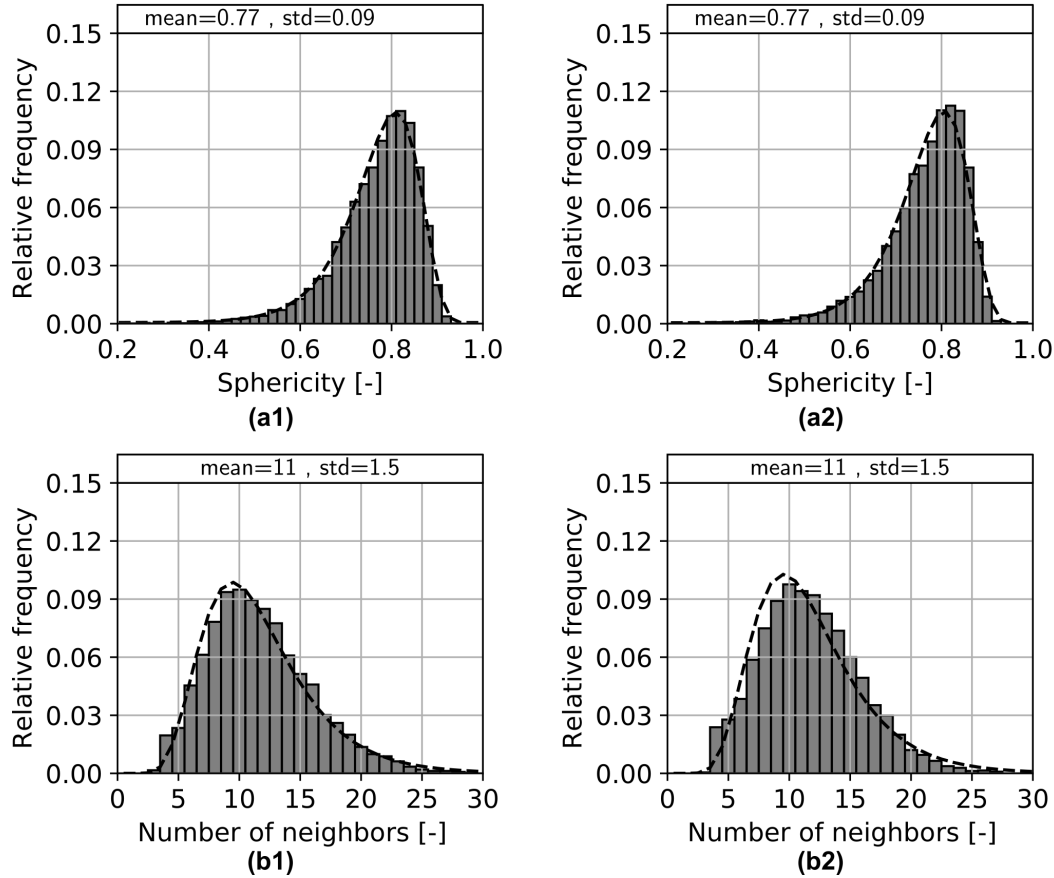 mean=0.77 , std=0.09
0.15
0.12
0.09
0.06
0.03
0.00
Relative frequency
0.2 0.4 0.6 0.8 1.0
Sphericity [-]
(a1)
mean=0.77 , std=0.09
0.15
0.12
0.09
0.06
0.03
0.00
Relative frequency
0.2 0.4 0.6 0.8 1.0
Sphericity [-]
(a2)
mean=11 , std=1.5
0.15
0.12
0.09
0.06
0.03
0.00
Relative frequency
0 5 10 15 20 25 30
Number of neighbors [-]
(b1)
mean=11 , std=1.5
0.15
0.12
0.09
0.06
0.03
0.00
Relative frequency
0 5 10 15 20 25 30
Number of neighbors [-]
(b2)